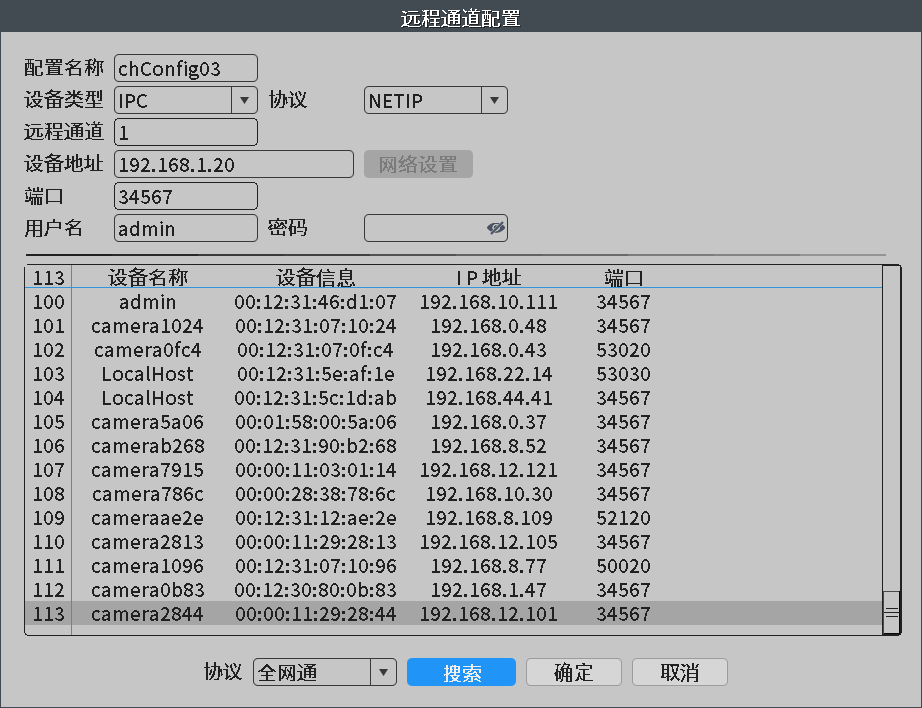 远程通道配置
配置名称 chConfig03
设备类型 IPC 协议 NETIP
远程通道 1
设备地址 192.168.1.20 网络设置
端口 34567
用户名 admin 密码
113 设备名称 设备信息 IP地址 端口
100 admin 00:12:31:46:d1:07 192.168.10.111 34567
101 camera1024 00:12:31:07:10:24 192.168.0.48 34567
102 camera0fc4 00:12:31:07:0f:c4 192.168.0.43 53020
103 LocalHost 00:12:31:5e:af:1e 192.168.22.14 53030
104 LocalHost 00:12:31:5c:1d:ab 192.168.44.41 34567
105 camera5a06 00:01:58:00:5a:06 192.168.0.37 34567
106 camerab268 00:12:31:90:b2:68 192.168.8.52 34567
107 camera7915 00:00:11:03:01:14 192.168.12.121 34567
108 camera786c 00:00:28:38:78:6c 192.168.10.30 34567
109 cameraae2e 00:12:31:12:ae:2e 192.168.8.109 52120
110 camera2813 00:00:11:29:28:13 192.168.12.105 34567
111 camera1096 00:12:31:07:10:96 192.168.8.77 50020
112 camera0b83 00:12:30:80:0b:83 192.168.1.47 34567
113 camera2844 00:00:11:29:28:44 192.168.12.101 34567
协议 全网通 搜索 确定 取消